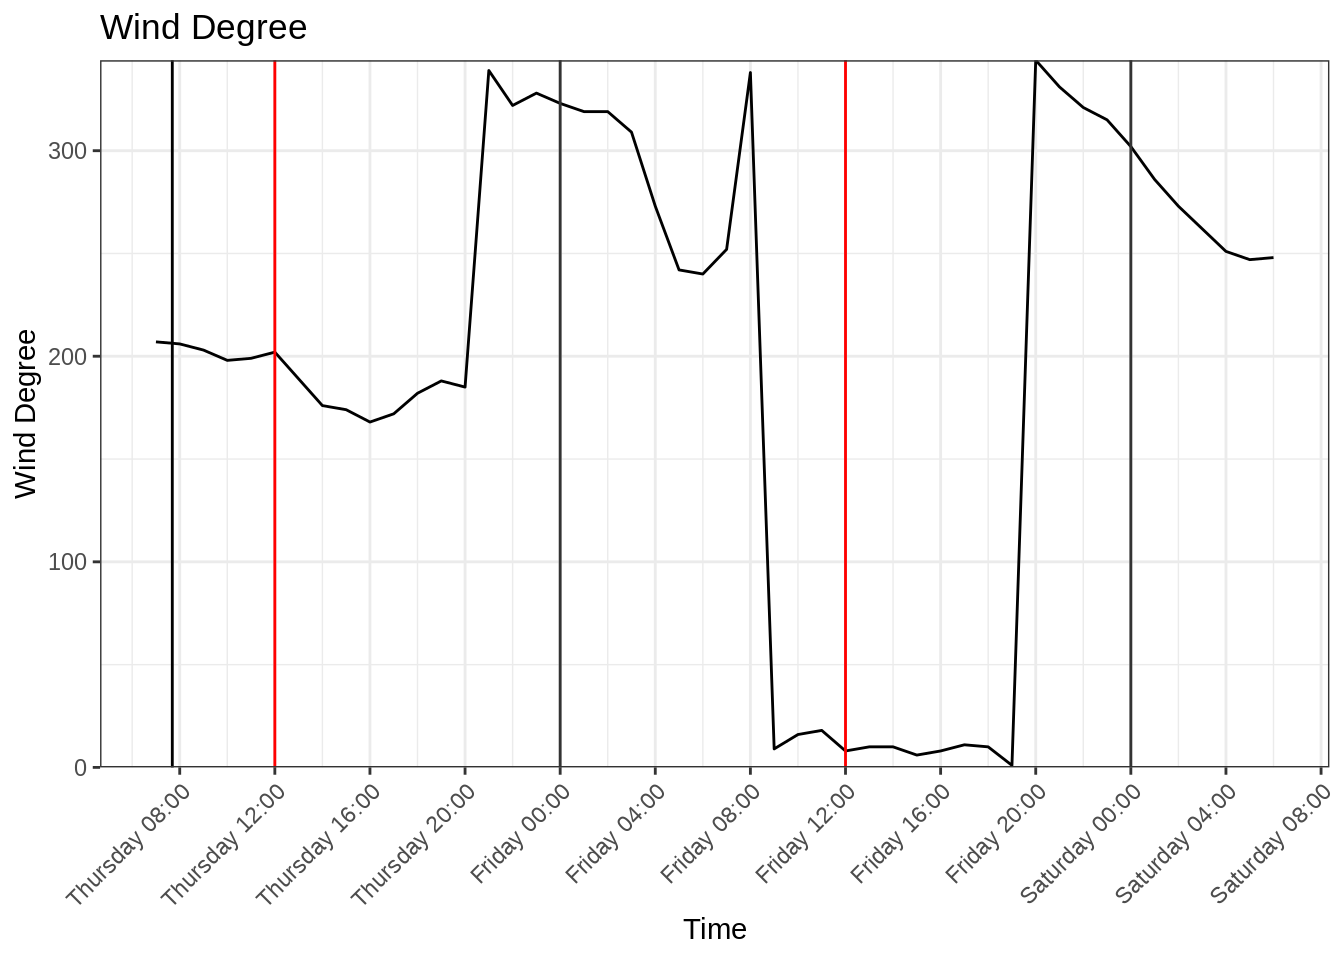 Wind Degree
Wind Degree
300
200
100
0
Thursday 08:00
Thursday 12:00
Thursday 16:00
Thursday 20:00
Friday 00:00
Friday 04:00
Friday 08:00
Friday 12:00
Friday 16:00
Friday 20:00
Saturday 00:00
Saturday 04:00
Saturday 08:00
Time